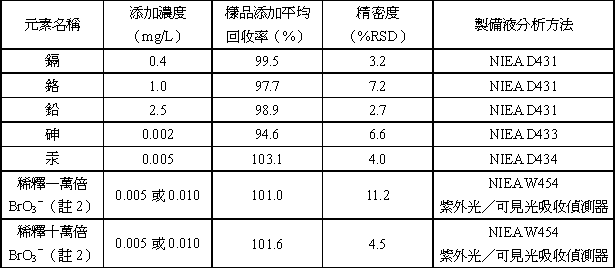 元素名稱 添加濃度（mg/L） 樣品添加平均回收率（%） 精密度（%RSD） 製備液分析方法
鎘 0.4 99.5 3.2 NIEA D431
鉻 1.0 97.7 7.2 NIEA D431
鉛 2.5 98.9 2.7 NIEA D431
砷 0.002 94.6 6.6 NIEA D433
汞 0.005 103.1 4.0 NIEA D434
稀釋一萬倍 BrO₃⁻（註 2） 0.005 或 0.010 101.0 11.2 NIEA W454 紫外光／可見光吸收偵測器
稀釋十萬倍 BrO₃⁻（註 2） 0.005 或 0.010 101.6 4.5 NIEA W454 紫外光／可見光吸收偵測器